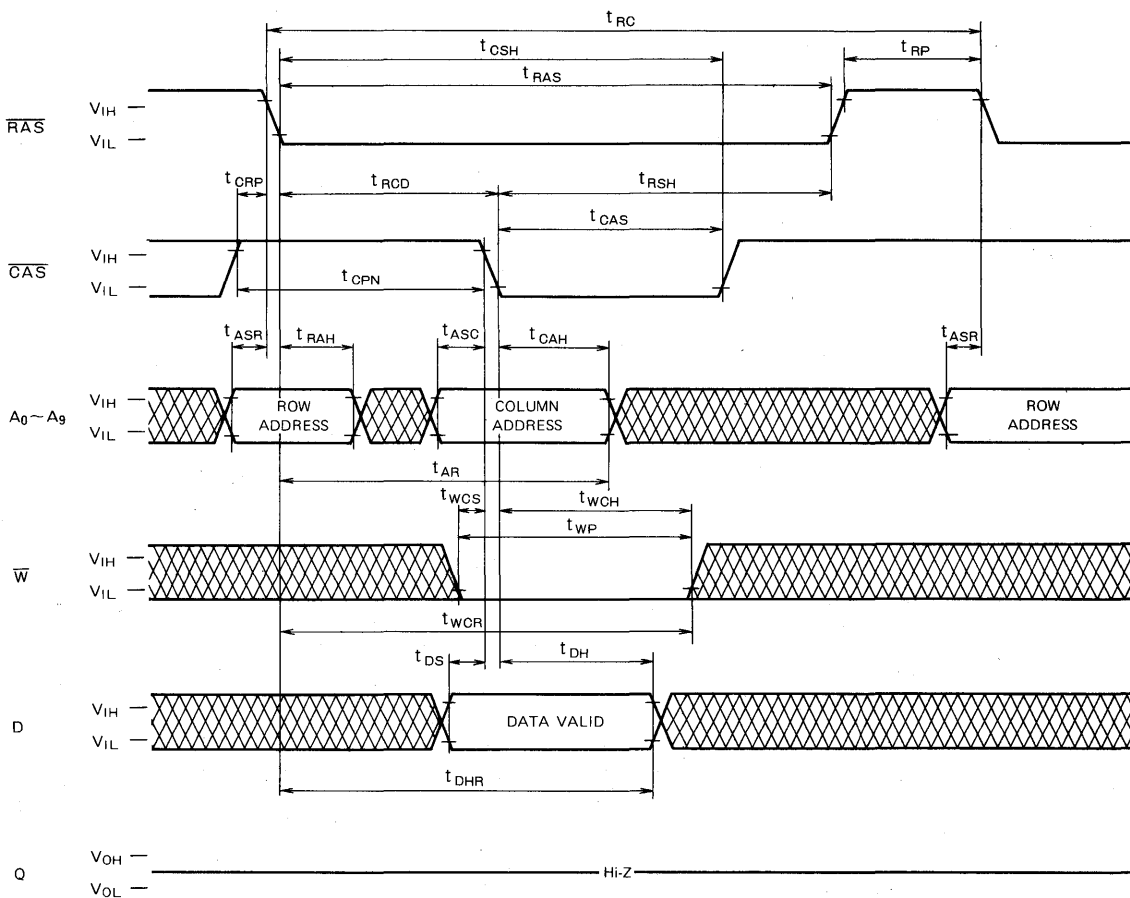 tRC
tCSH
tRP
tRAS
RAS
VIH
VIL
tCRP
tRCD
tRSH
tCAS
CAS
VIH
VIL
tCPN
tASR
tRAH
tASC
tCAH
tASR
A0~A9
VIH
VIL
ROW ADDRESS
COLUMN ADDRESS
ROW ADDRESS
tAR
tWCS
tWCH
tWP
W
VIH
VIL
tWCR
tDS
tDH
D
VIH
VIL
DATA VALID
tDHR
Q
VOH
VOL
Hi-Z